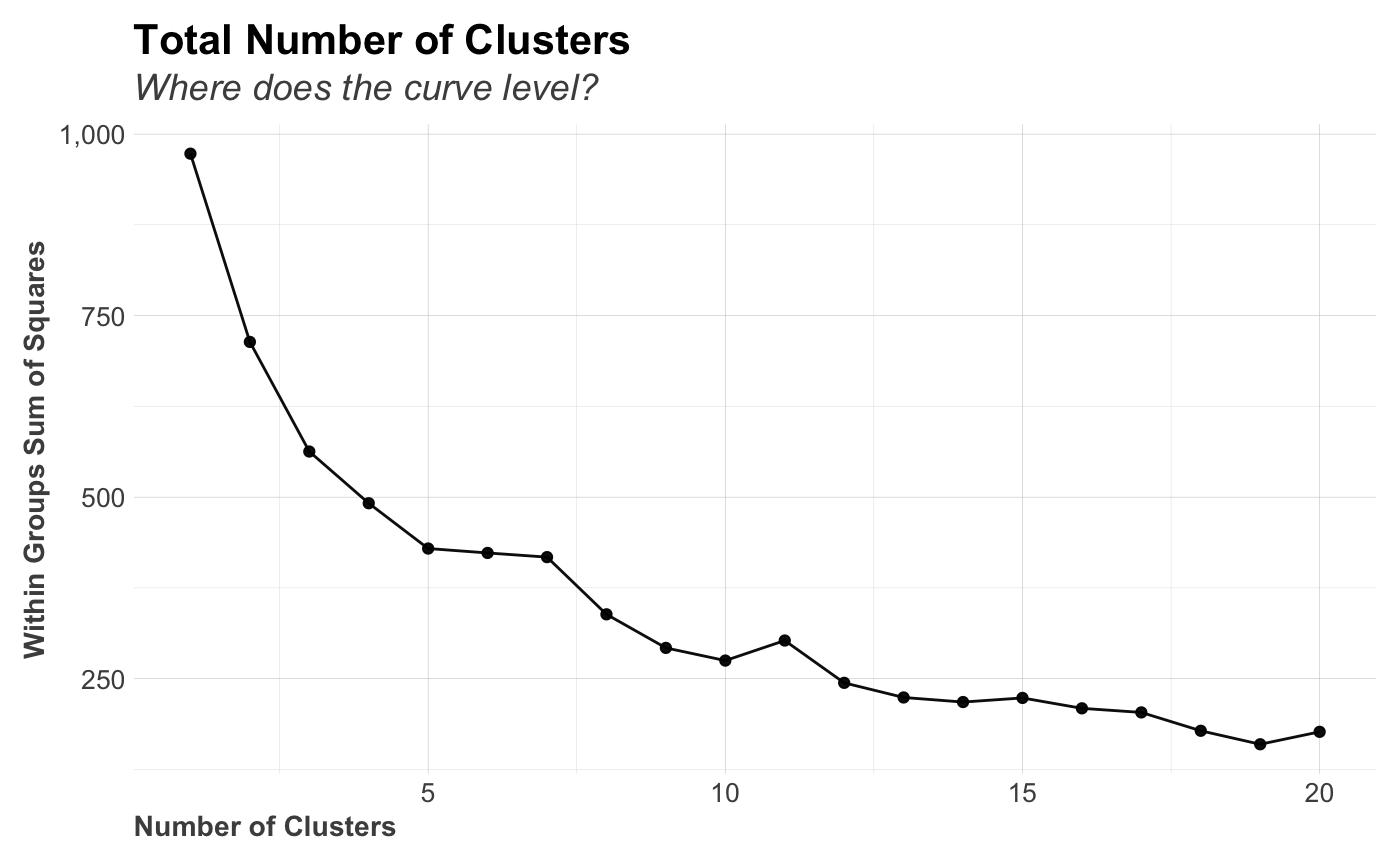 Total Number of Clusters
Where does the curve level?
1,000
750
500
250
Within Groups Sum of Squares
5 10 15 20
Number of Clusters